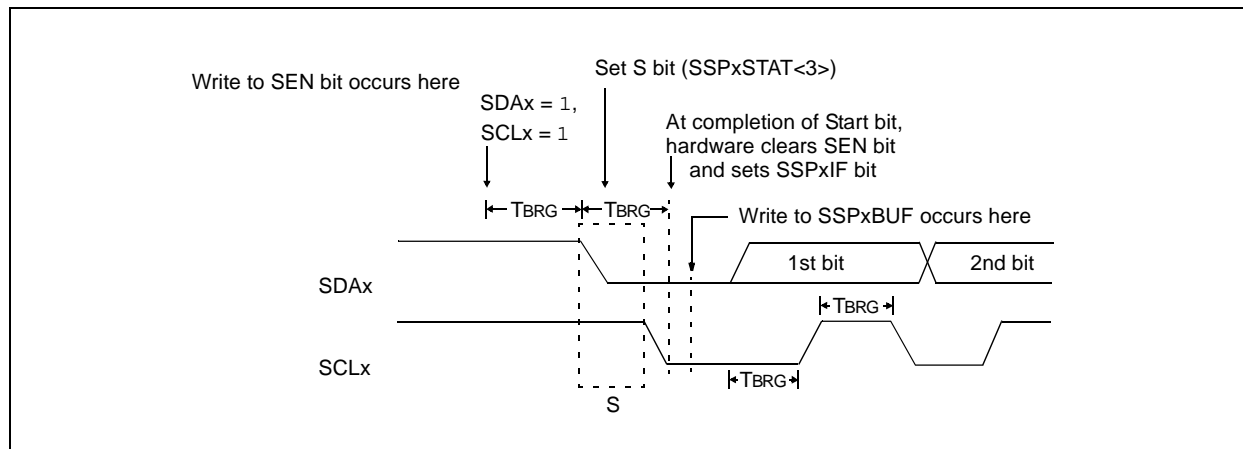 Write to SEN bit occurs here
Set S bit (SSPxSTAT<3>)
SDAx = 1,
SCLx = 1
At completion of Start bit,
hardware clears SEN bit
and sets SSPxIF bit
TBRG
TBRG
Write to SSPxBUF occurs here
SDAx
1st bit
2nd bit
TBRG
SCLx
TBRG
S